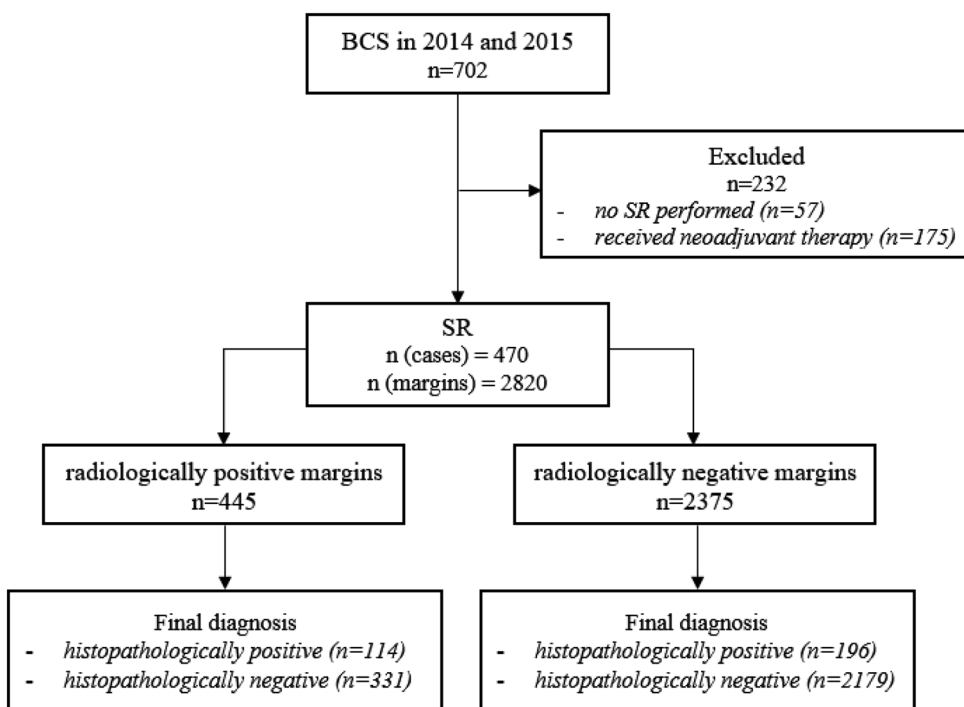 BCS in 2014 and 2015
n=702
Excluded
n=232
- no SR performed (n=57)
- received neoadjuvant therapy (n=175)
SR
n (cases) = 470
n (margins) = 2820
radiologically positive margins
n=445
radiologically negative margins
n=2375
Final diagnosis
- histopathologically positive (n=114)
- histopathologically negative (n=331)
Final diagnosis
- histopathologically positive (n=196)
- histopathologically negative (n=2179)